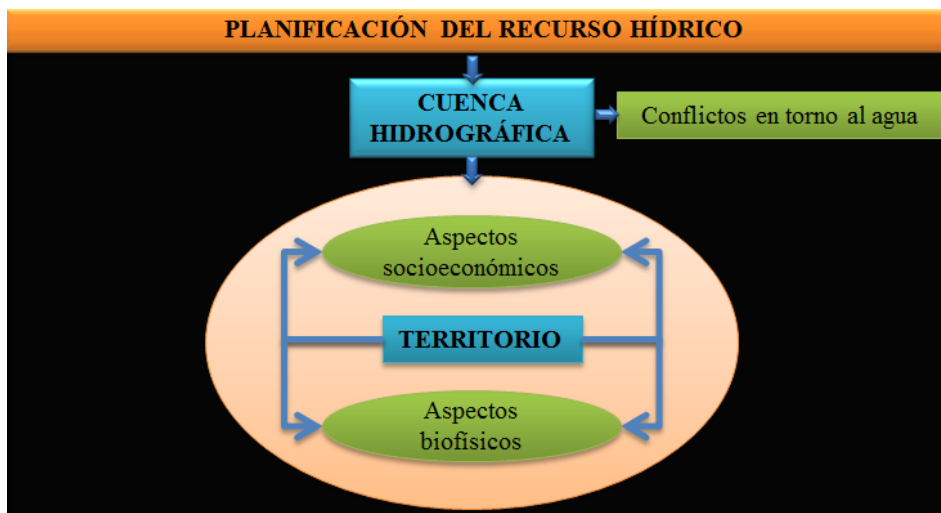 PLANIFICACIÓN DEL RECURSO HÍDRICO
CUENCA
HIDROGRÁFICA
Conflictos en torno al agua
Aspectos
socioeconómicos
TERRITORIO
Aspectos
biofísicos